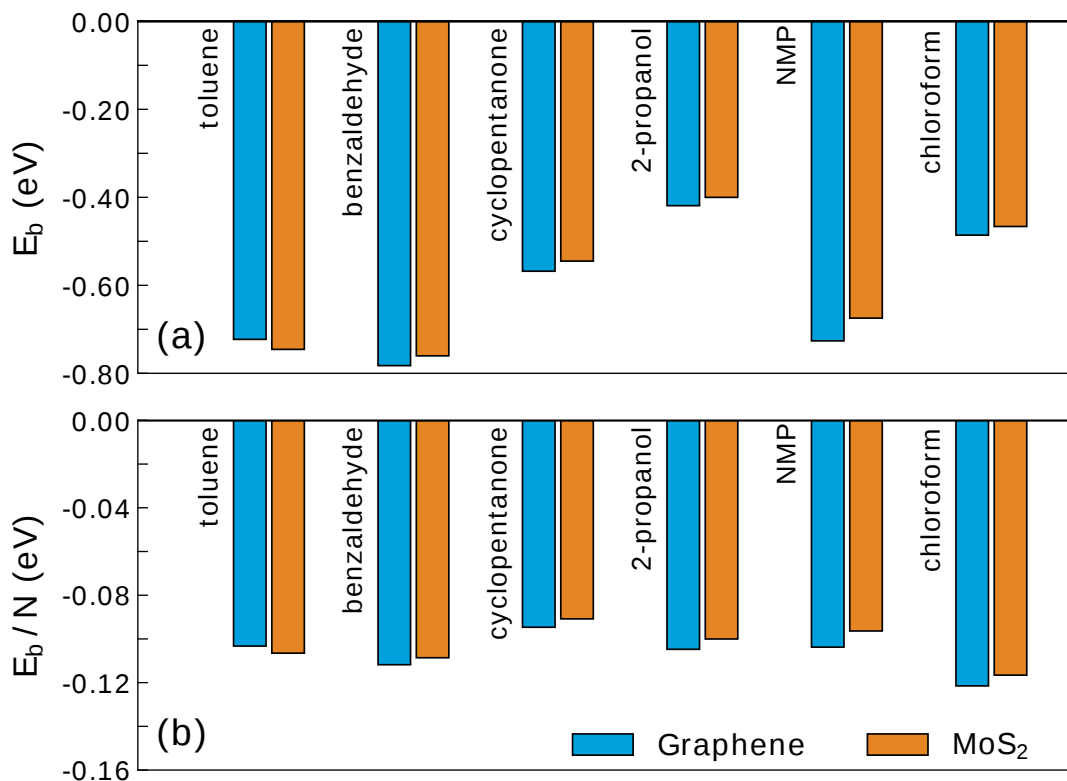 0.00
-0.20
-0.40
-0.60
-0.80
E_b (eV)
toluene
benzaldehyde
cyclopentanone
2-propanol
NMP
chloroform
(a)
0.00
-0.04
-0.08
-0.12
-0.16
E_b / N (eV)
toluene
benzaldehyde
cyclopentanone
2-propanol
NMP
chloroform
(b)
Graphene
MoS₂